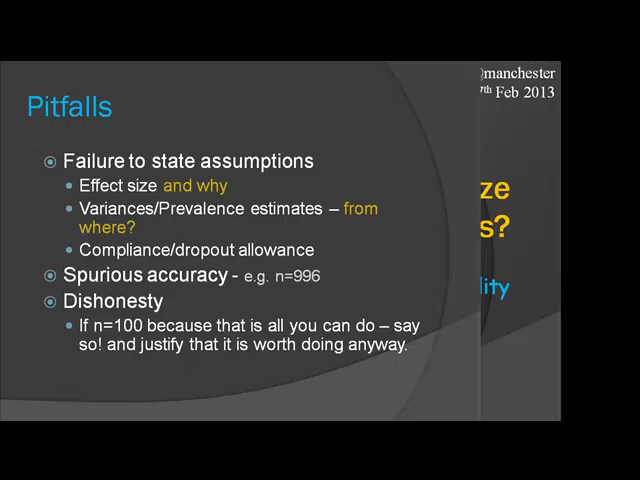 manchester
7th Feb 2013
Pitfalls
Failure to state assumptions
Effect size and why
Variances/Prevalence estimates – from
where?
Compliance/dropout allowance
Spurious accuracy - e.g. n=996
Dishonesty
If n=100 because that is all you can do – say
so! and justify that it is worth doing anyway.
ze
s?
lity